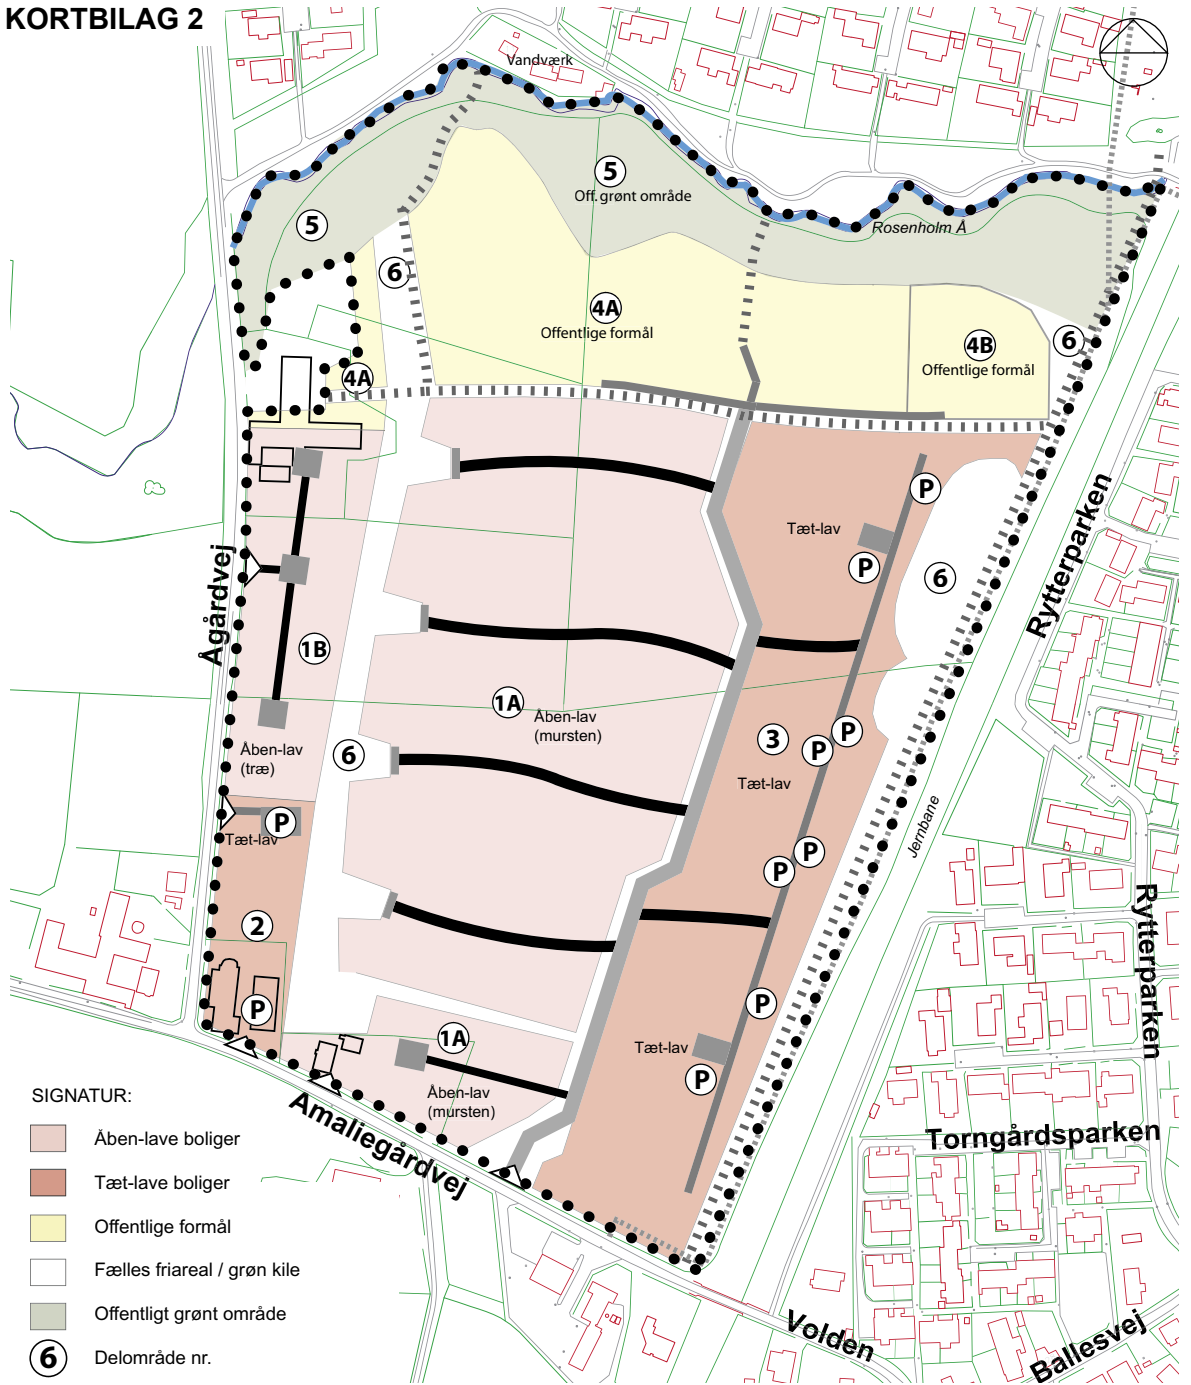 KORTBILAG 2
Vandværk
5
Off. grønt område
5
Rosenholm Å
6
4A
Offentlige formål
6
4B
Offentlige formål
4A
P
Tæt-lav
P
6
Rytterparken
Ågårdvej
1B
1A
Åben-lav
(mursten)
3
P
P
Åben-lav
(træ)
6
Tæt-lav
Jernbane
P
Tæt-lav
P
P
2
Rytterparken
P
P
1A
Tæt-lav
P
Åben-lav
(mursten)
Amaliegårdvej
Torngårdsparken
SIGNATUR:
Åben-lave boliger
Tæt-lave boliger
Offentlige formål
Fælles friareal / grøn kile
Offentligt grønt område
6 Delområde nr.
Volden
Ballesvej